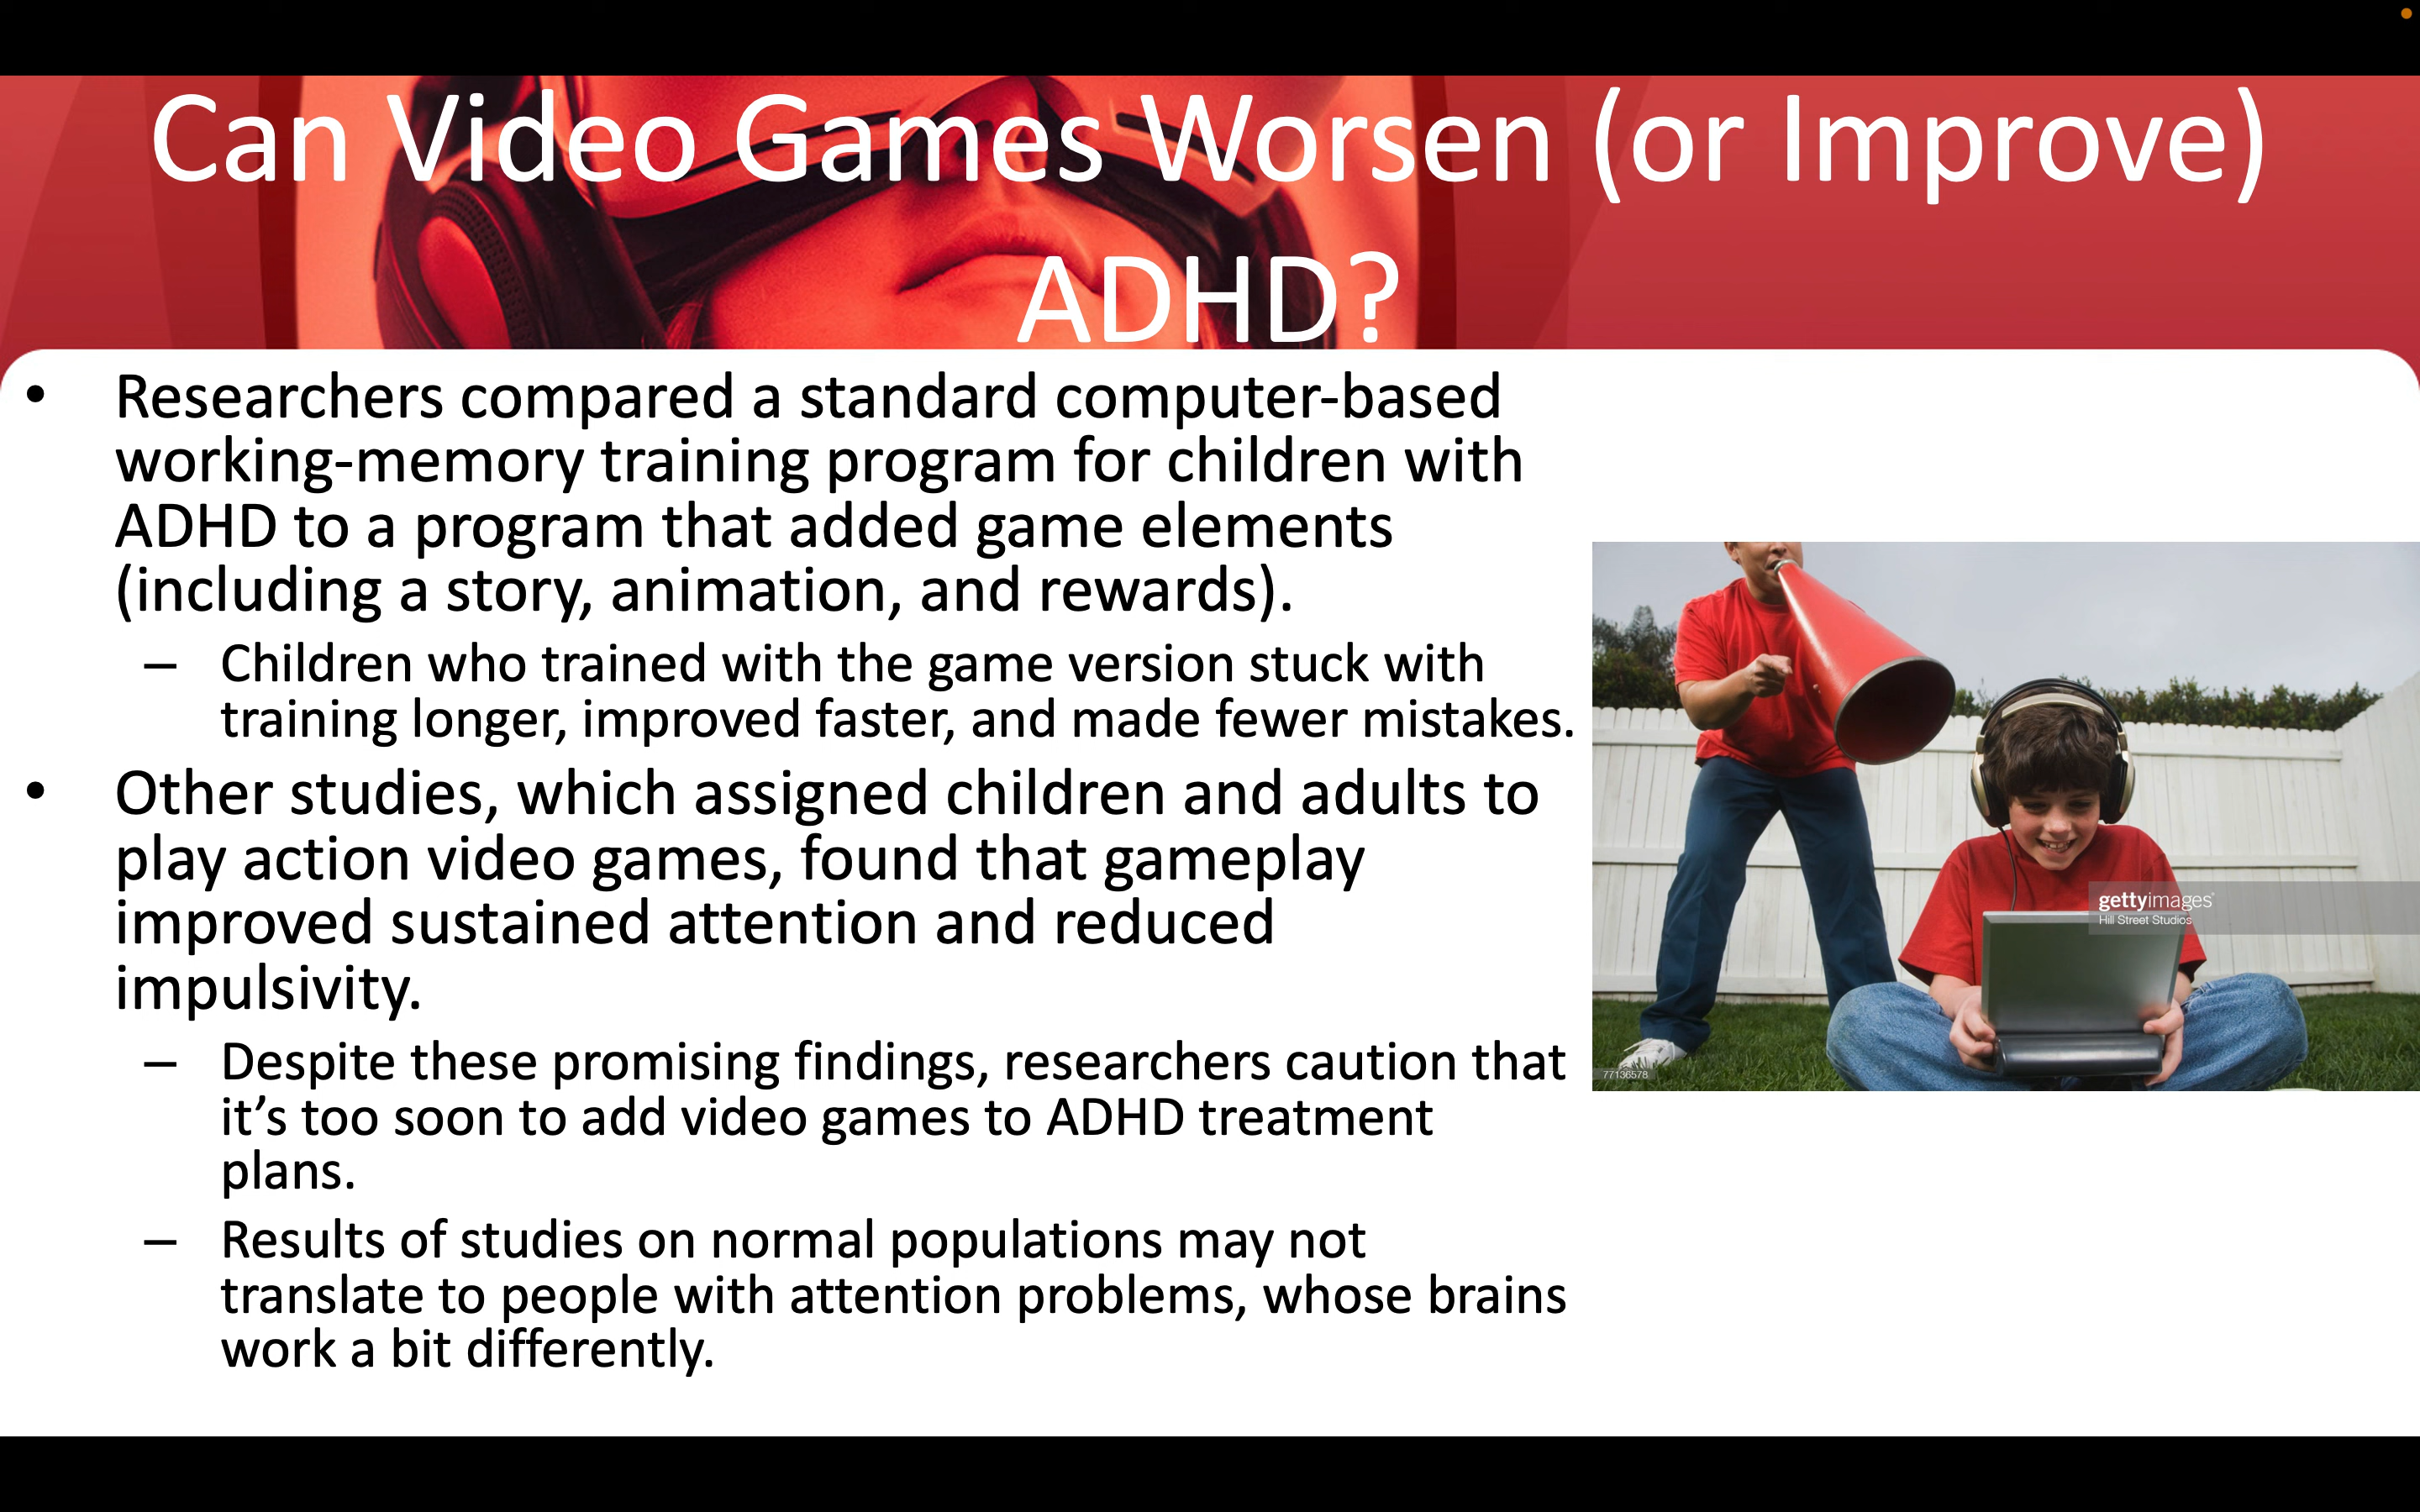 Can Video Games Worsen (or Improve)
ADHD?
• Researchers compared a standard computer-based
working-memory training program for children with
ADHD to a program that added game elements
(including a story, animation, and rewards).
– Children who trained with the game version stuck with
training longer, improved faster, and made fewer mistakes.
• Other studies, which assigned children and adults to
play action video games, found that gameplay
improved sustained attention and reduced
impulsivity.
– Despite these promising findings, researchers caution that
it’s too soon to add video games to ADHD treatment
plans.
– Results of studies on normal populations may not
translate to people with attention problems, whose brains
work a bit differently.
gettyimages®
Hill Street Studios
77136578